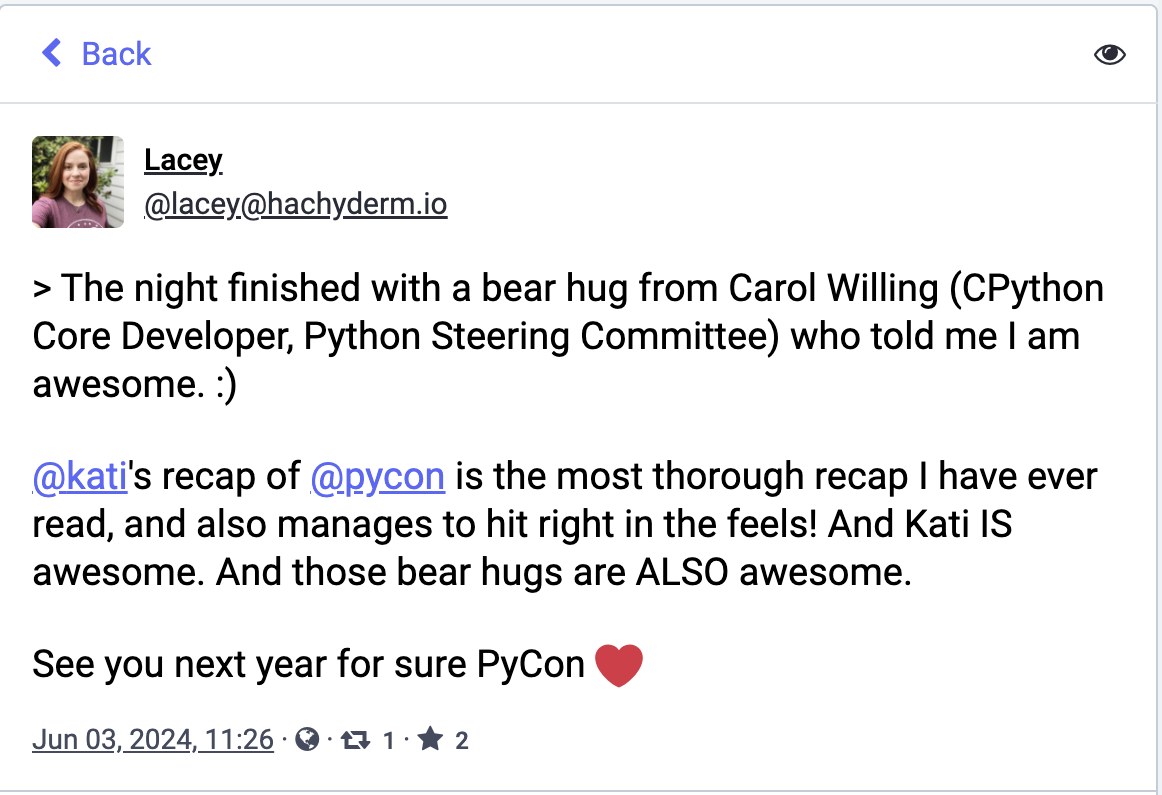 Back
Lacey
@lacey@hachyderm.io
> The night finished with a bear hug from Carol Willing (CPython
Core Developer, Python Steering Committee) who told me I am
awesome. :)
@kati's recap of @pycon is the most thorough recap I have ever
read, and also manages to hit right in the feels! And Kati IS
awesome. And those bear hugs are ALSO awesome.
See you next year for sure PyCon ❤️
Jun 03, 2024, 11:26 · · 1 · 2